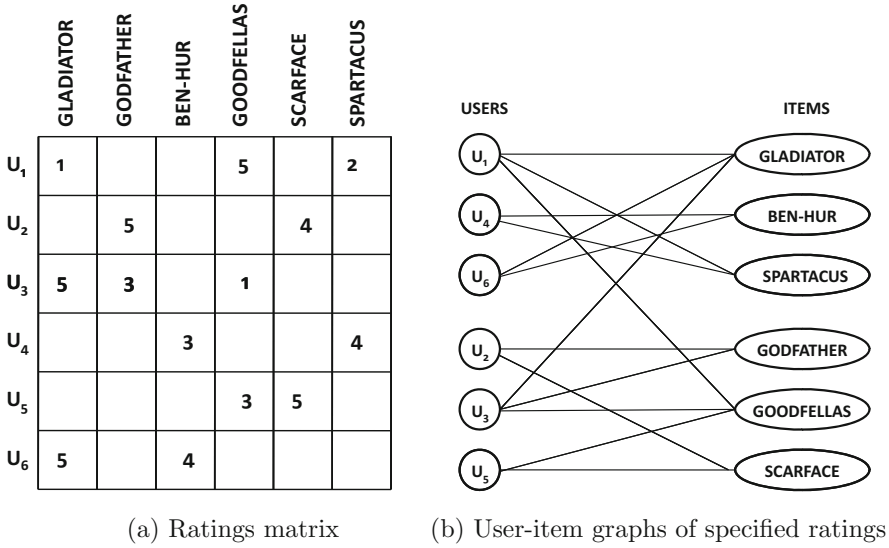 GLADIATOR
GODFATHER
BEN-HUR
GOODFELLAS
SCARFACE
SPARTACUS
U1 1 5 2
U2 5 4
U3 5 3 1
U4 3 4
U5 3 5
U6 5 4
(a) Ratings matrix
USERS ITEMS
U1 GLADIATOR
U4 BEN-HUR
U6 SPARTACUS
U2 GODFATHER
U3 GOODFELLAS
U5 SCARFACE
(b) User-item graphs of specified ratings